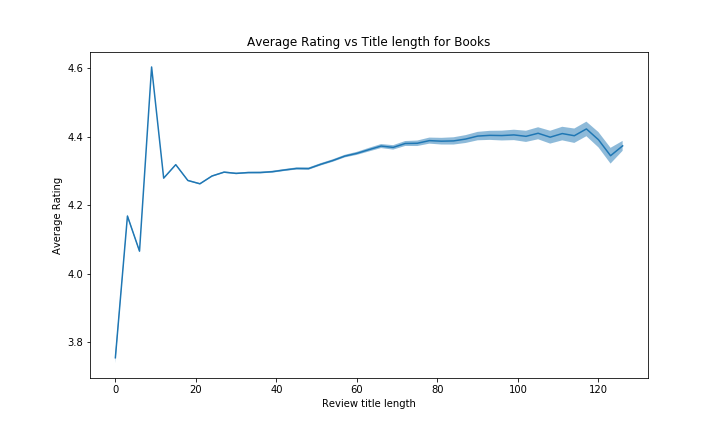 Average Rating vs Title length for Books
4.6
4.4
4.2
4.0
3.8
Average Rating
0 20 40 60 80 100 120
Review title length